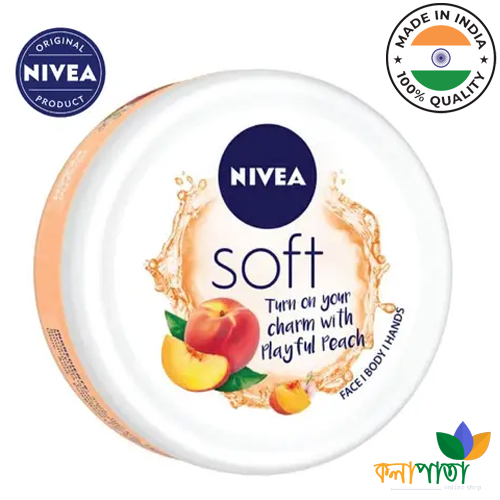 ORIGINAL
NIVEA
PRODUCT
MADE IN INDIA
100% QUALITY
NIVEA
soft
Turn on your
charm with
Playful Peach
FACE | BODY | HANDS
কলাপাতা